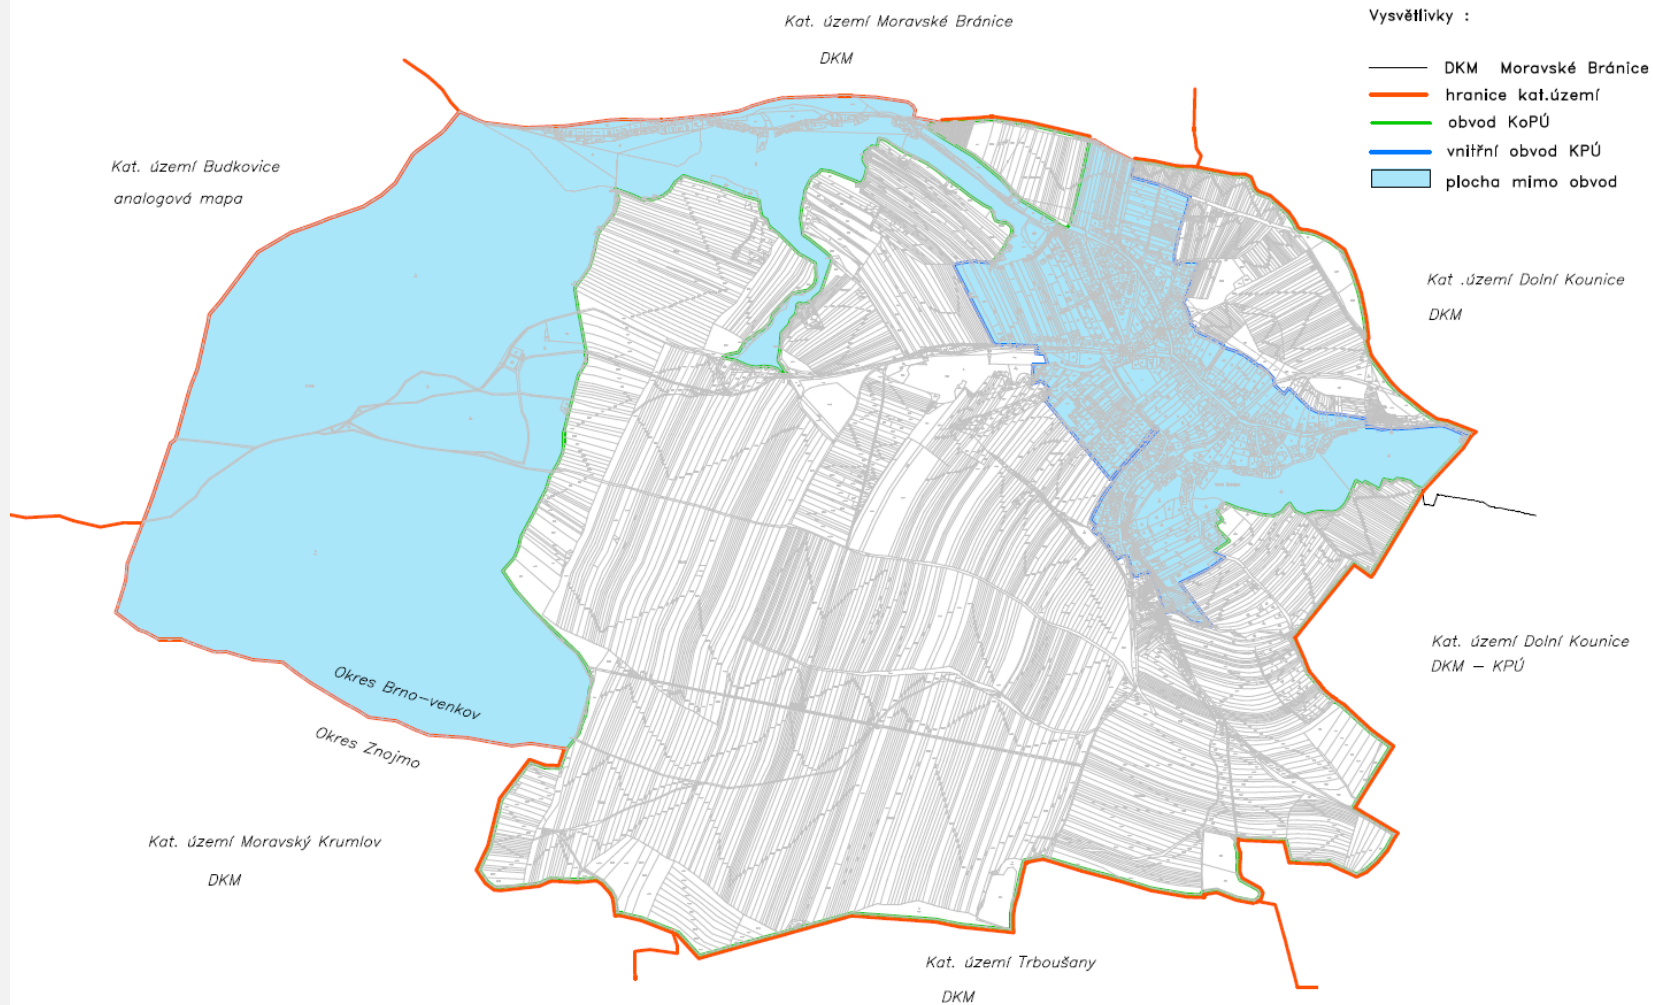 Kat. území Moravské Bránice
DKM
Vysvětlivky :
DKM Moravské Bránice
hranice kat.území
obvod KoPÚ
vnitřní obvod KPÚ
plocha mimo obvod
Kat. území Budkovice
analogová mapa
Kat .území Dolní Kounice
DKM
Kat. území Dolní Kounice
DKM – KPÚ
Okres Brno–venkov
Okres Znojmo
Kat. území Moravský Krumlov
DKM
Kat. území Trboušany
DKM